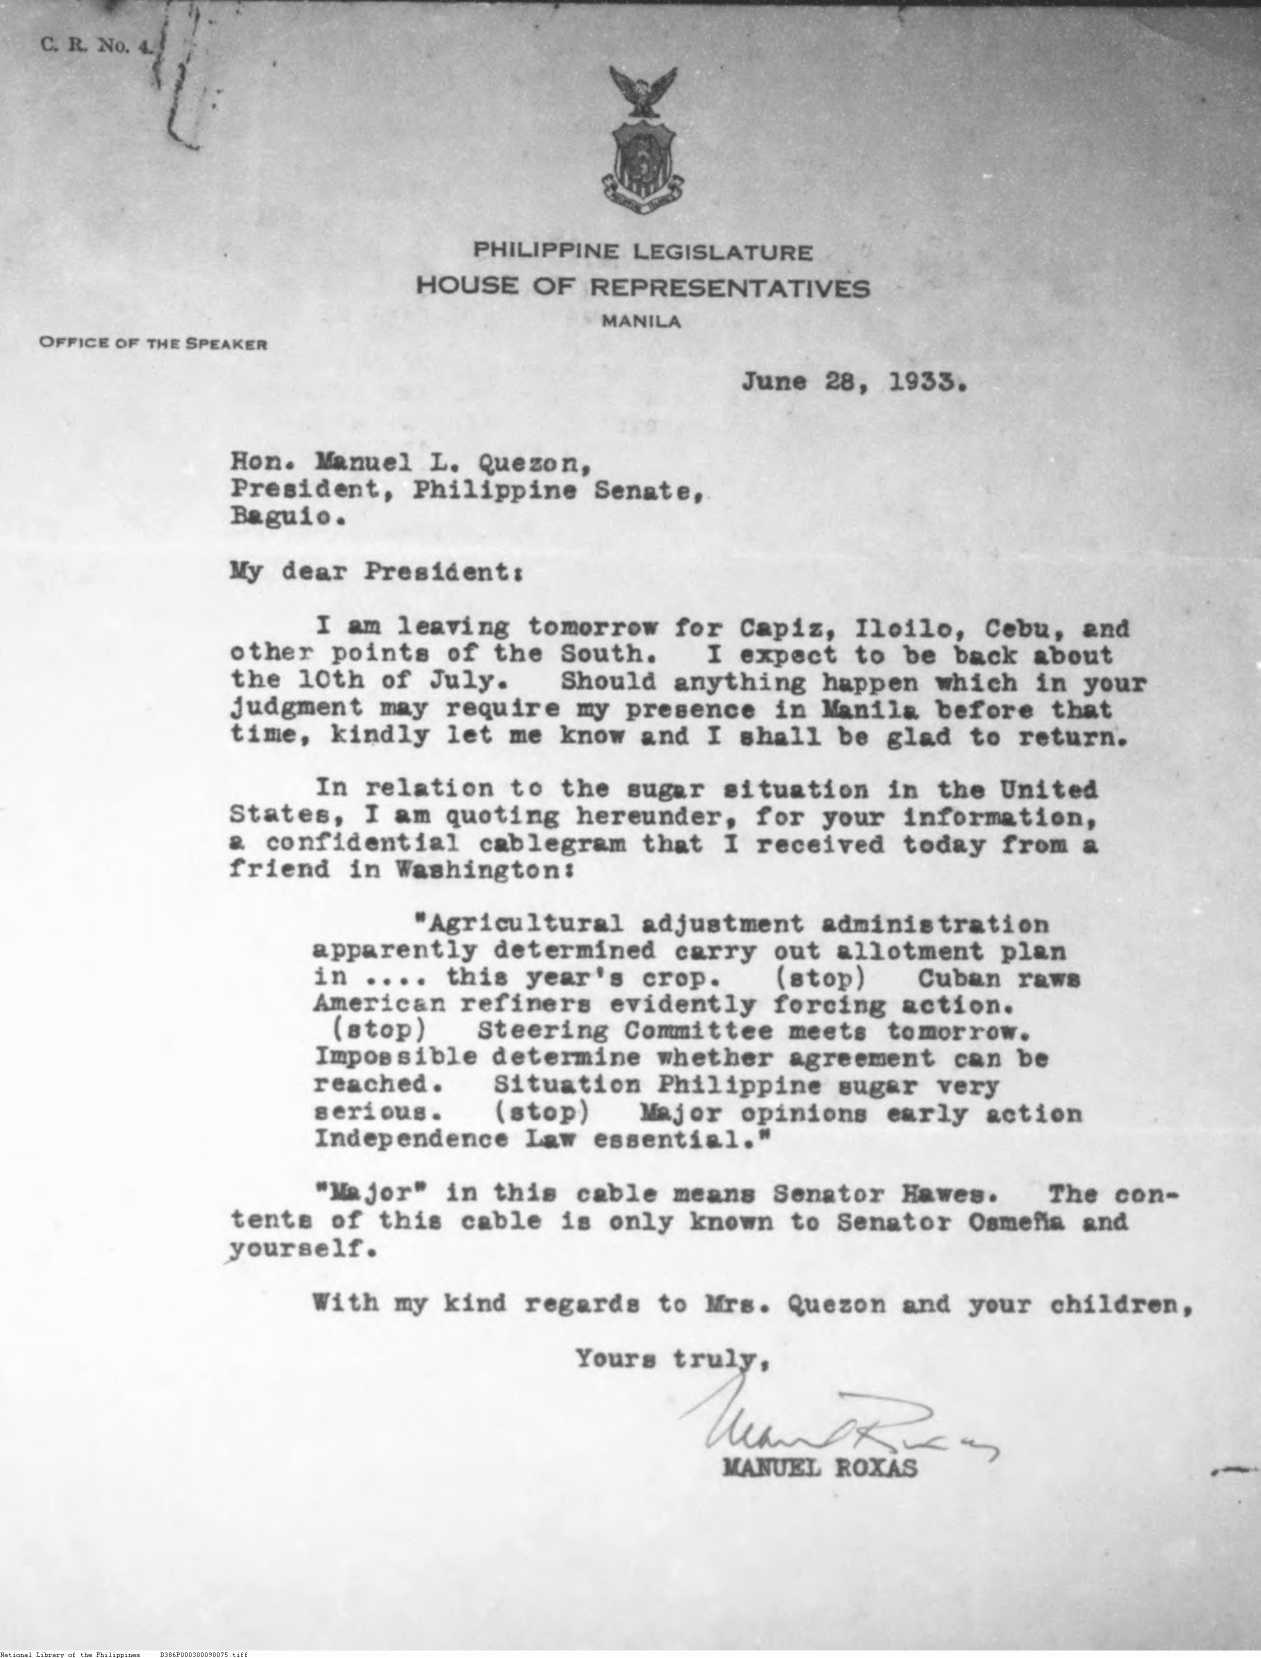 C. R. No. 4.
PHILIPPINE LEGISLATURE
HOUSE OF REPRESENTATIVES
MANILA
OFFICE OF THE SPEAKER
June 28, 1933.
Hon. Manuel L. Quezon,
President, Philippine Senate,
Baguio.
My dear President:
I am leaving tomorrow for Capiz, Iloilo, Cebu, and
other points of the South. I expect to be back about
the 10th of July. Should anything happen which in your
judgment may require my presence in Manila before that
time, kindly let me know and I shall be glad to return.
In relation to the sugar situation in the United
States, I am quoting hereunder, for your information,
a confidential cablegram that I received today from a
friend in Washington:
"Agricultural adjustment administration
apparently determined carry out allotment plan
in .... this year's crop. (stop) Cuban raws
American refiners evidently forcing action.
(stop) Steering Committee meets tomorrow.
Impossible determine whether agreement can be
reached. Situation Philippine sugar very
serious. (stop) Major opinions early action
Independence Law essential."
"Major" in this cable means Senator Hawes. The con-
tents of this cable is only known to Senator Osmeña and
yourself.
With my kind regards to Mrs. Quezon and your children,
Yours truly,
Manuel Roxas
MANUEL ROXAS
National Library of the Philippines B386P000300090075.tiff